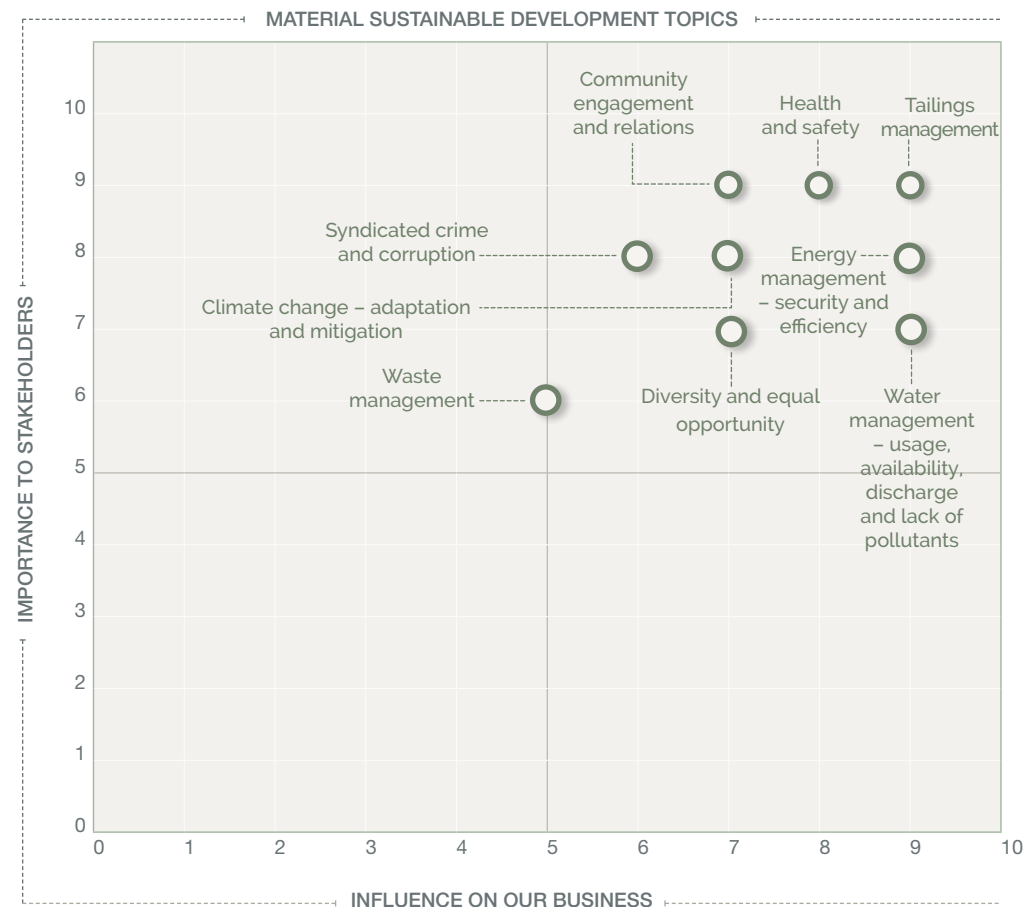 MATERIAL SUSTAINABLE DEVELOPMENT TOPICS
IMPORTANCE TO STAKEHOLDERS
10
9
8
7
6
5
4
3
2
1
0
Community
engagement
and relations
Health
and safety
Tailings
management
Syndicated crime
and corruption
Energy
management
– security and
efficiency
Climate change – adaptation
and mitigation
Waste
management
Diversity and equal
opportunity
Water
management
– usage,
availability,
discharge
and lack of
pollutants
0 1 2 3 4 5 6 7 8 9 10
INFLUENCE ON OUR BUSINESS